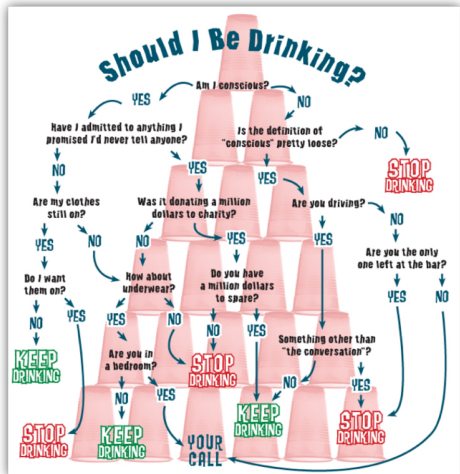 Should I Be Drinking?
Am I conscious?
YES
NO
Have I admitted to anything I
promised I'd never tell anyone?
Is the definition of
"conscious" pretty loose?
NO
STOP
DRINKING
NO
YES
YES
Are my clothes
still on?
Was it donating a million
dollars to charity?
Are you driving?
NO
YES
NO
NO
YES
YES
Are you the only
one left at the bar?
Do I want
them on?
How about
underwear?
Do you have
a million dollars
to spare?
YES
NO
NO
YES
YES
NO
NO
YES
Something other than
"the conversation"?
KEEP
DRINKING
Are you in
a bedroom?
STOP
DRINKING
NO
YES
NO
YES
STOP
DRINKING
KEEP
DRINKING
YOUR
CALL
KEEP
DRINKING
STOP
DRINKING